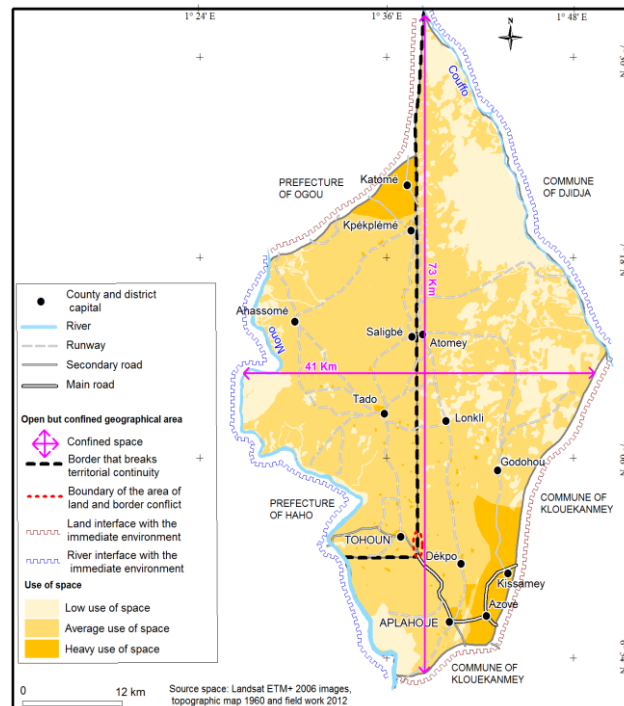 1° 24'
1° 36'
1° 48'
N
Couffo
Katomé
PREFECTURE
OF OGOU
COMMUNE
OF DJIDJA
Kpékplémé
73 Km
County and district
capital
River
Runway
Secondary road
Main road
Ahassomé
Mono
Saligbé
Atomey
41 Km
Open but confined geographical area
Confined space
Border that breaks
territorial continuity
Boundary of the area of
land and border conflict
Land interface with the
immediate environment
River interface with the
immediate environment
Use of space
Low use of space
Average use of space
Heavy use of space
Tado
Lonkli
Godohou
PREFECTURE
OF HAHO
COMMUNE OF
KLOUEKANMEY
TOHOUN
Dékpo
Kissamey
Azové
APLAHOUE
COMMUNE OF
KLOUEKANMEY
0 12 km
Source space: Landsat ETM+ 2006 images,
topographic map 1960 and field work 2012